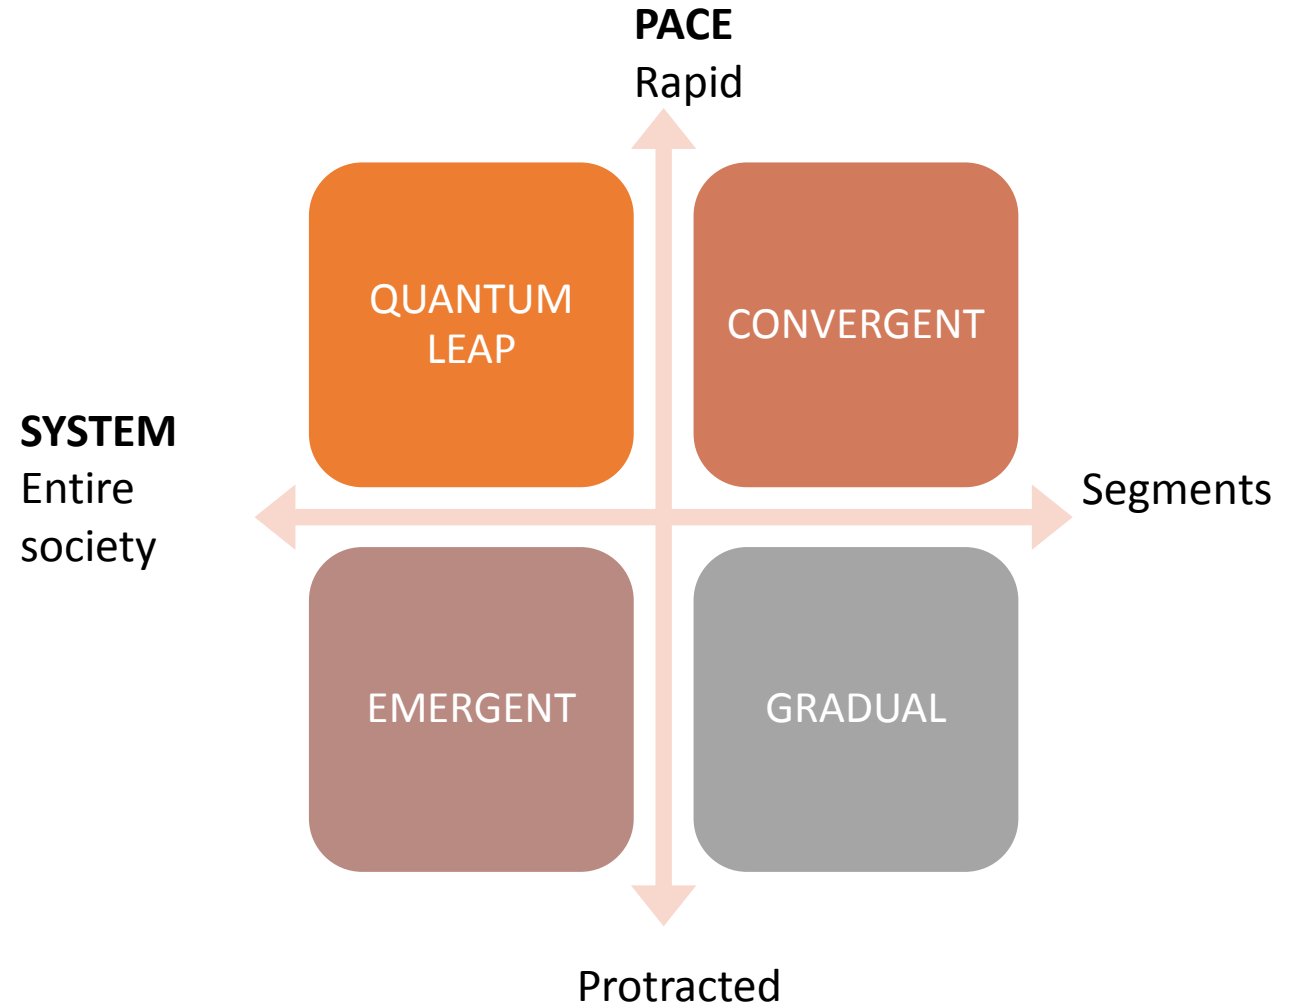 PACE
Rapid
QUANTUM
LEAP
CONVERGENT
SYSTEM
Entire
society
Segments
EMERGENT
GRADUAL
Protracted